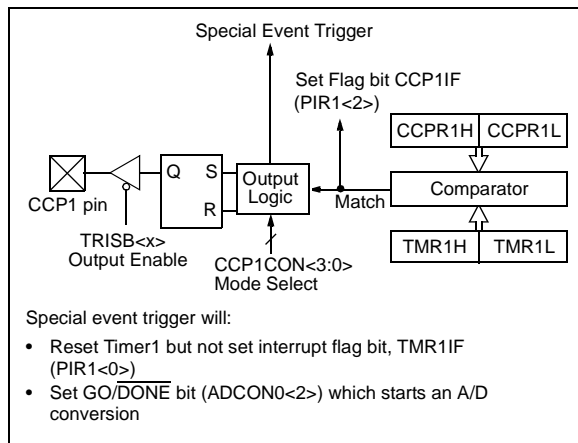 Special Event Trigger
Set Flag bit CCP1IF
(PIR1<2>)
CCPR1H CCPR1L
Q S
R
Output
Logic
Match
Comparator
CCP1 pin
TRISB<x>
Output Enable
CCP1CON<3:0>
Mode Select
TMR1H TMR1L
Special event trigger will:
• Reset Timer1 but not set interrupt flag bit, TMR1IF
(PIR1<0>)
• Set GO/DONE bit (ADCON0<2>) which starts an A/D
conversion